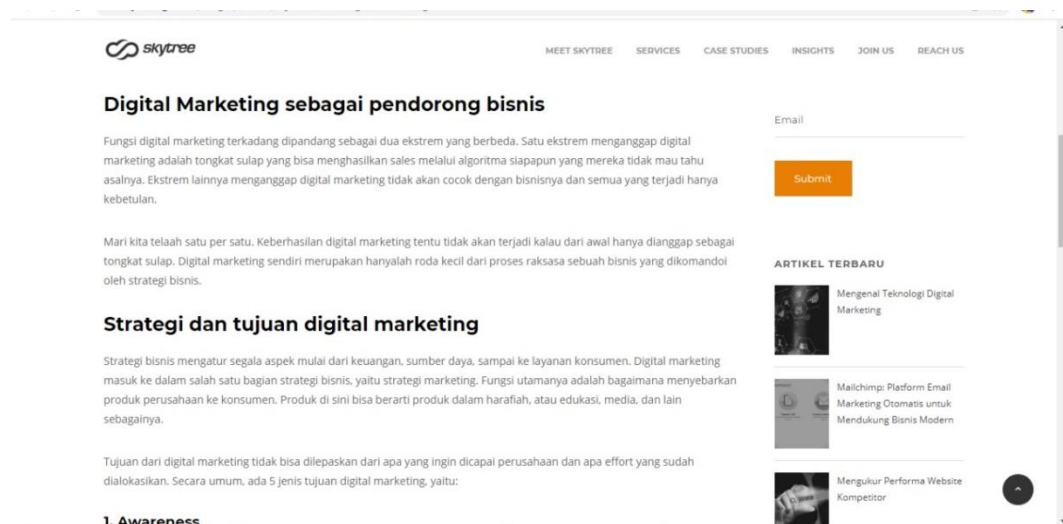 skytree
MEET SKYTREE SERVICES CASE STUDIES INSIGHTS JOIN US REACH US
Digital Marketing sebagai pendorong bisnis
Fungsi digital marketing terkadang dipandang sebagai dua ekstrem yang berbeda. Satu ekstrem menganggap digital
marketing adalah tongkat sulap yang bisa menghasilkan sales melalui algoritma siapapun yang mereka tidak mau tahu
asalnya. Ekstrem lainnya menganggap digital marketing tidak akan cocok dengan bisnisnya dan semua yang terjadi hanya
kebetulan.
Mari kita telaah satu per satu. Keberhasilan digital marketing tentu tidak akan terjadi kalau dari awal hanya dianggap sebagai
tongkat sulap. Digital marketing sendiri merupakan hanyalah roda kecil dari proses raksasa sebuah bisnis yang dikomandoi
oleh strategi bisnis.
Strategi dan tujuan digital marketing
Strategi bisnis mengatur segala aspek mulai dari keuangan, sumber daya, sampai ke layanan konsumen. Digital marketing
masuk ke dalam salah satu bagian strategi bisnis, yaitu strategi marketing. Fungsi utamanya adalah bagaimana menyebarkan
produk perusahaan ke konsumen. Produk di sini bisa berarti produk dalam harafiah, atau edukasi, media, dan lain
sebagainya.
Tujuan dari digital marketing tidak bisa dilepaskan dari apa yang ingin dicapai perusahaan dan apa effort yang sudah
dialokasikan. Secara umum, ada 5 jenis tujuan digital marketing, yaitu:
1. Awareness
Email
Submit
ARTIKEL TERBARU
Mengenal Teknologi Digital
Marketing
Mailchimp: Platform Email
Marketing Otomatis untuk
Mendukung Bisnis Modern
Mengukur Performa Website
Kompetitor